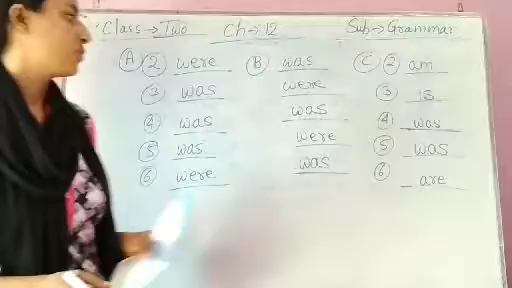 Class → Two Ch → 12 Sub → Grammar
A 2 were B was C 2 am
3 was were 3 is
4 was was 4 was
5 was were 5 was
6 were was 6 are